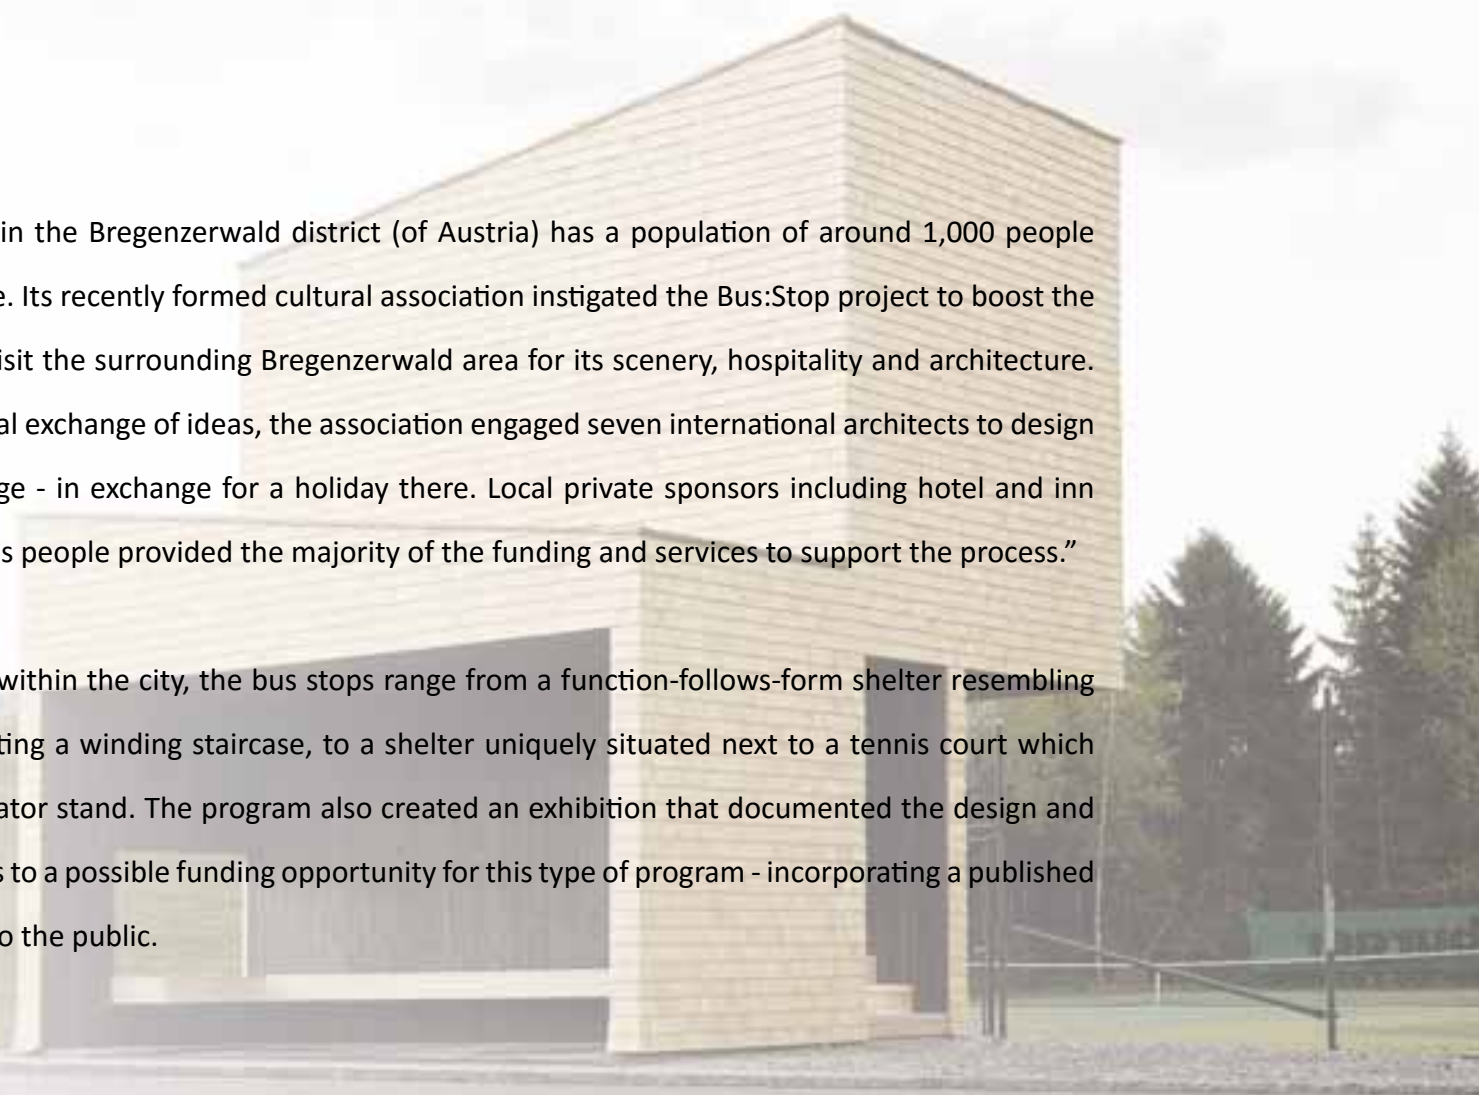 in the Bregenzerwald district (of Austria) has a population of around 1,000 people
e. Its recently formed cultural association instigated the Bus:Stop project to boost the
isit the surrounding Bregenzerwald area for its scenery, hospitality and architecture.
al exchange of ideas, the association engaged seven international architects to design
ge - in exchange for a holiday there. Local private sponsors including hotel and inn
s people provided the majority of the funding and services to support the process.”
within the city, the bus stops range from a function-follows-form shelter resembling
ting a winding staircase, to a shelter uniquely situated next to a tennis court which
ator stand. The program also created an exhibition that documented the design and
s to a possible funding opportunity for this type of program - incorporating a published
o the public.